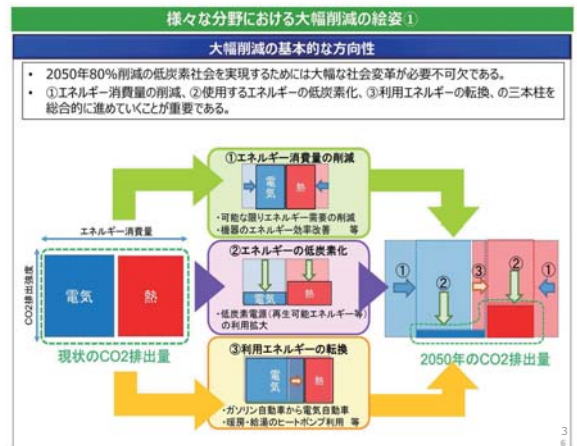 様々な分野における大幅削減の絵姿①
大幅削減の基本的な方向性
・ 2050年80%削減の低炭素社会を実現するためには大幅な社会変革が必要不可欠である。
・ ①エネルギー消費量の削減、②使用するエネルギーの低炭素化、③利用エネルギーの転換、の三本柱を
総合的に進めていくことが重要である。
①エネルギー消費量の削減
電気
熱
・可能な限りエネルギー需要の削減
・機器のエネルギー効率改善 等
エネルギー消費量
CO2排出強度
電気
熱
現状のCO2排出量
②エネルギーの低炭素化
電気
熱
・低炭素電源(再生可能エネルギー等)
の利用拡大
③利用エネルギーの転換
電気
熱
・ガソリン自動車から電気自動車
・暖房・給湯のヒートポンプ利用 等
①
②
③
②
①
2050年のCO2排出量
3
6